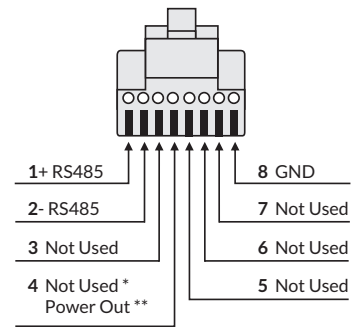 1+ RS485
2- RS485
3 Not Used
4 Not Used *
Power Out **
8 GND
7 Not Used
6 Not Used
5 Not Used